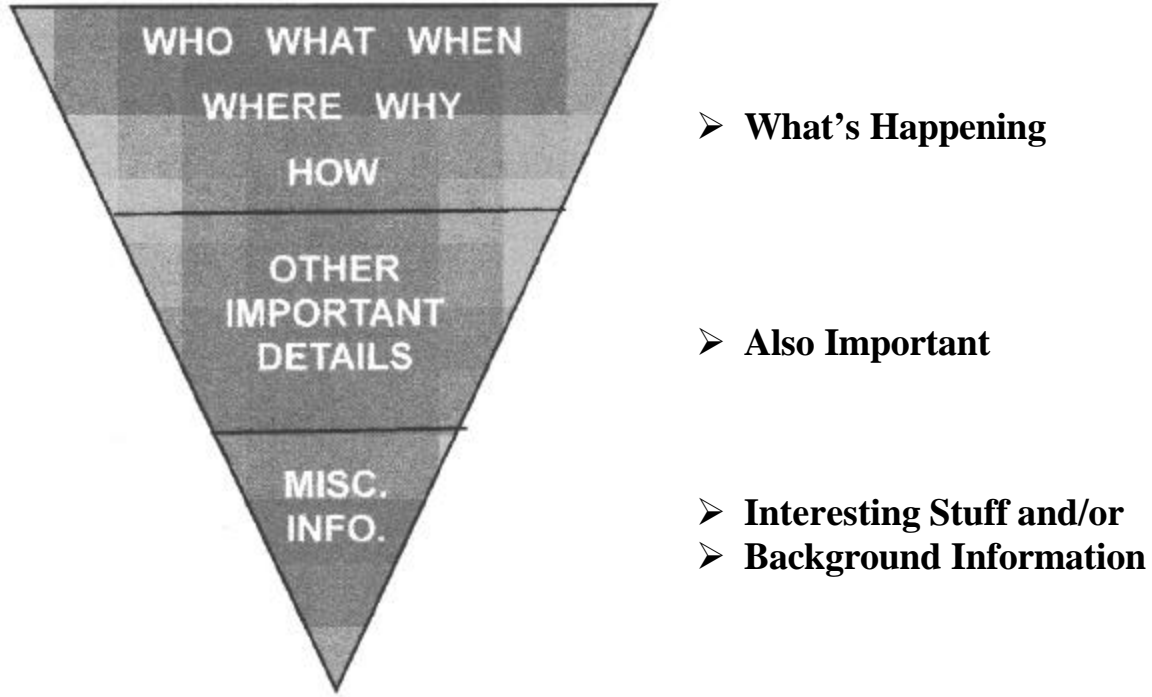 WHO WHAT WHEN
WHERE WHY
HOW
➢ What’s Happening
OTHER
IMPORTANT
DETAILS
➢ Also Important
MISC.
INFO.
➢ Interesting Stuff and/or
➢ Background Information